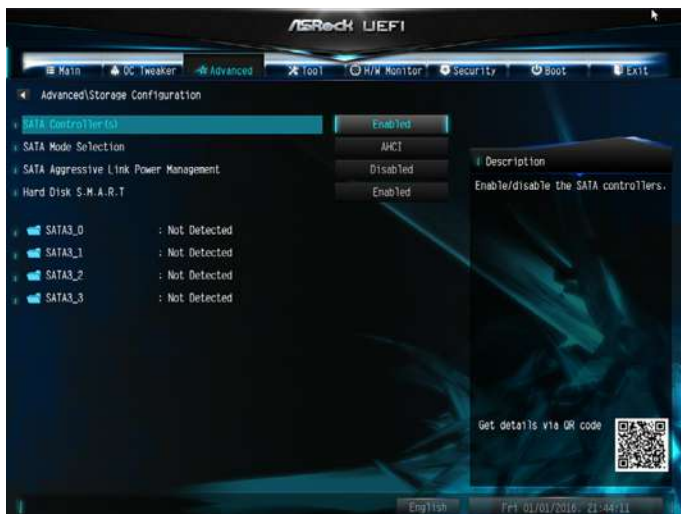 ASRock UEFI
Main
OC Tweaker
Advanced
Tool
H/W Monitor
Security
Boot
Exit
Advanced\Storage Configuration
SATA Controller(s) Enabled
SATA Mode Selection AHCI
SATA Aggressive Link Power Management Disabled
Hard Disk S.M.A.R.T Enabled
SATA3_0 : Not Detected
SATA3_1 : Not Detected
SATA3_2 : Not Detected
SATA3_3 : Not Detected
Description
Enable/disable the SATA controllers.
Get details via QR code
English
Fri 01/01/2016, 21:44:11